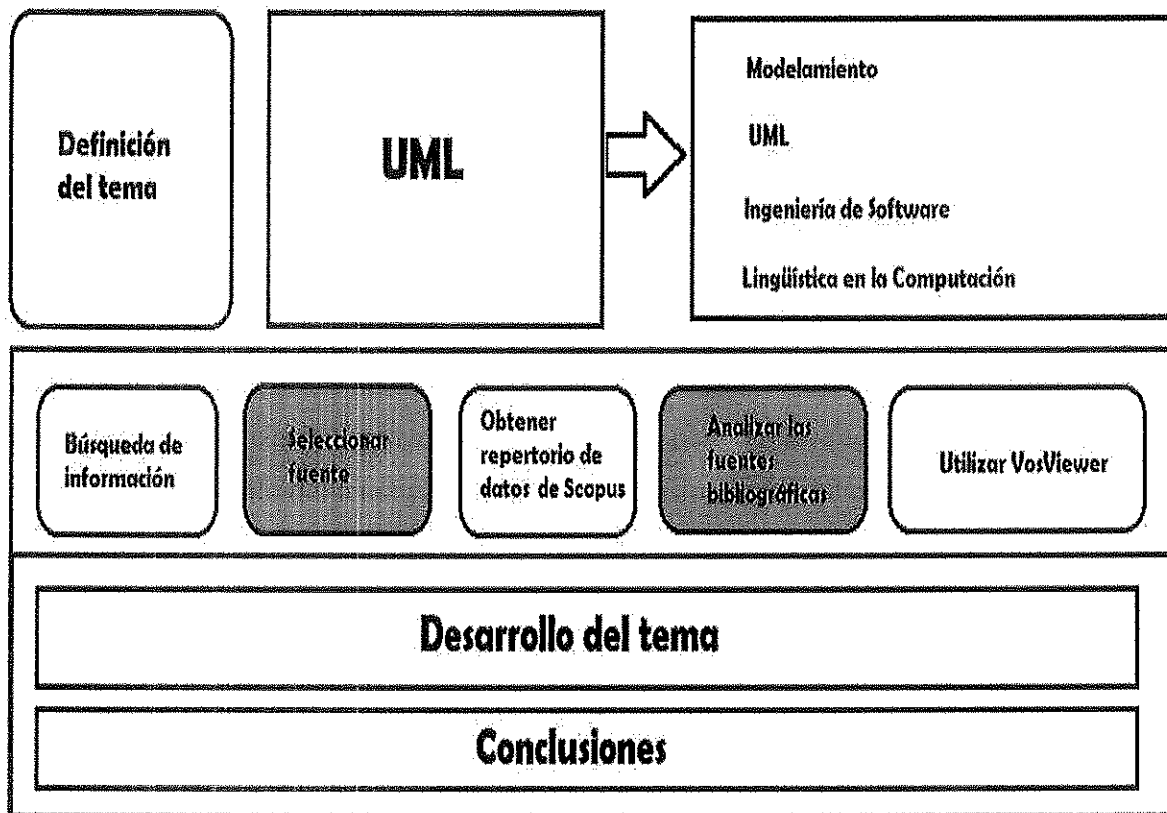 Definición
del tema
UML
Modelamiento
UML
Ingeniería de Software
Lingüística en la Computación
Búsqueda de
información
Seleccionar
fuente
Obtener
repertorio de
datos de Scopus
Analizar las
fuentes
bibliográficas
Utilizar VosViewer
Desarrollo del tema
Conclusiones